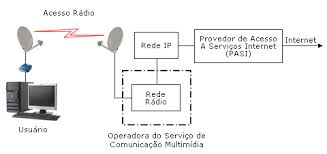 Acesso Rádio
Rede IP
Provedor de Acesso
A Serviços Internet
(PASI)
Internet
Rede
Rádio
Usuário
Operadora do Serviço de
Comunicação Multimídia